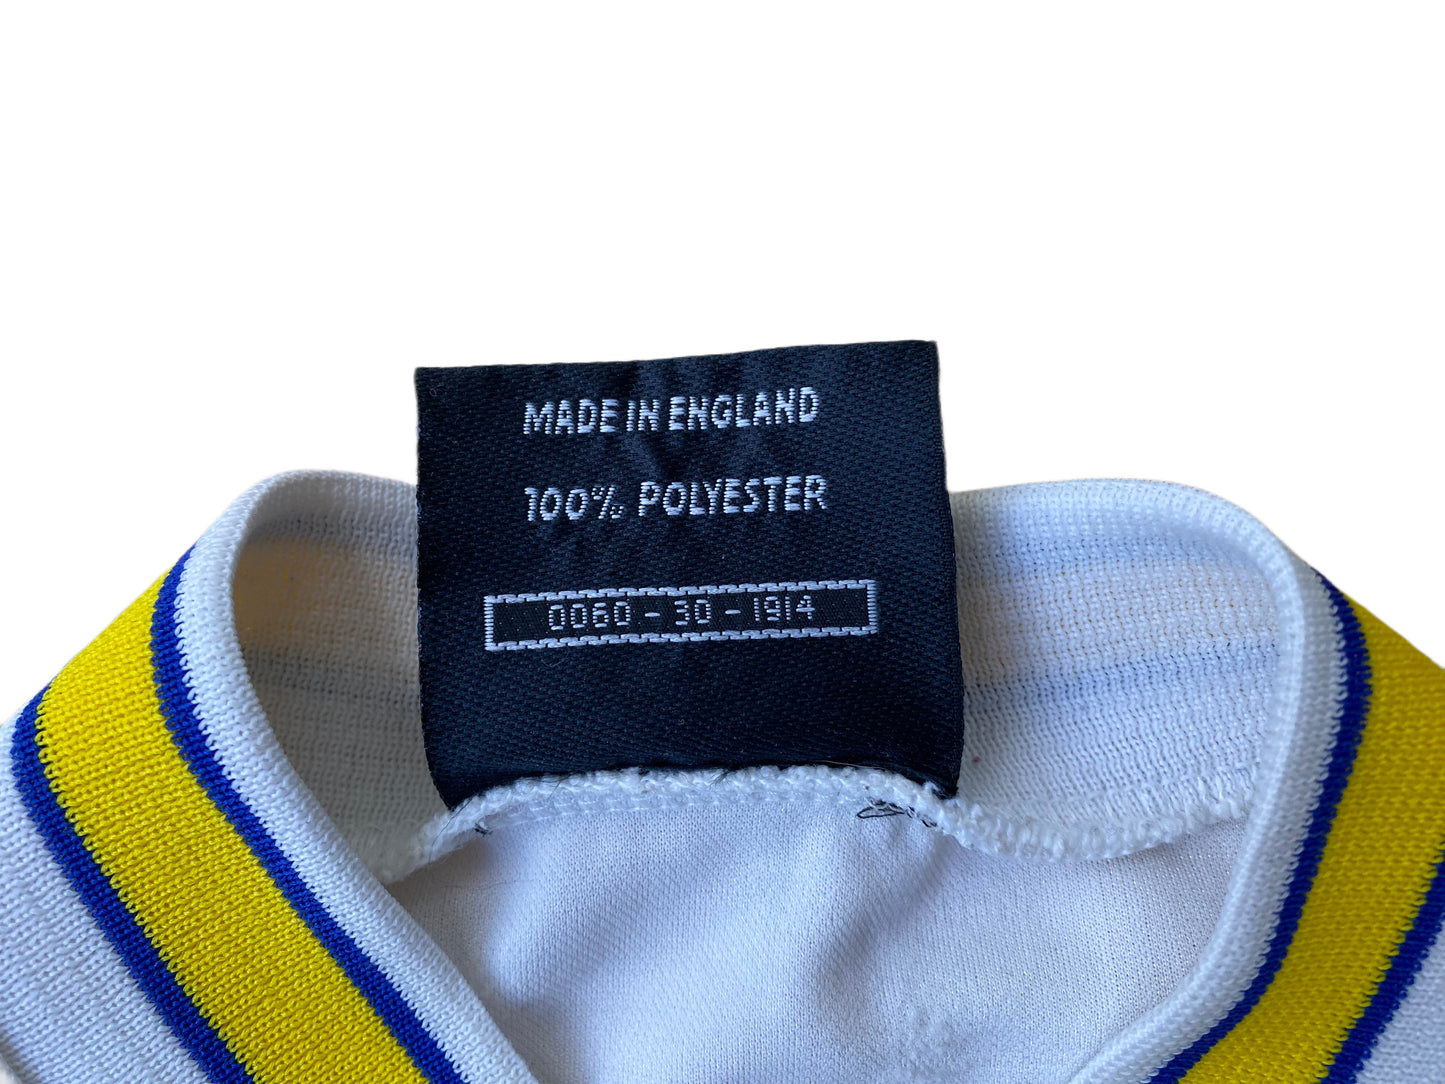 MADE IN ENGLAND
100% POLYESTER
0060 - 30 - 1914